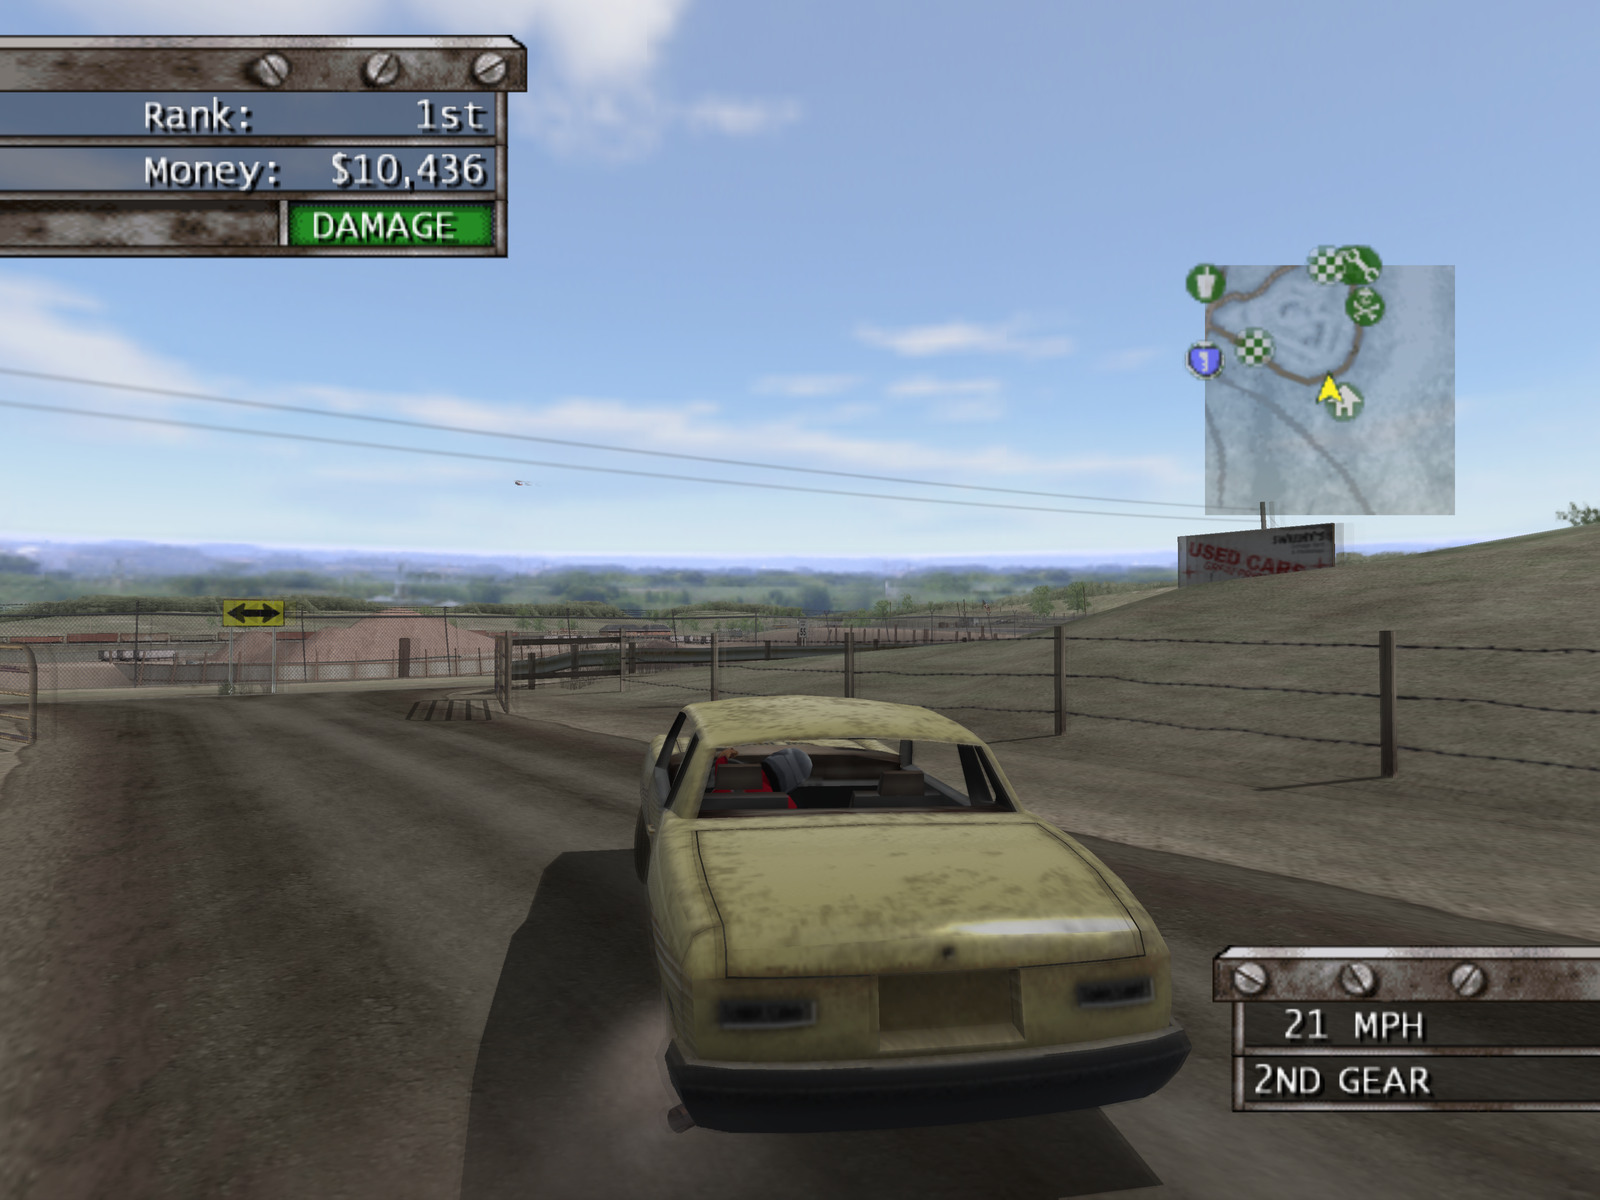 Rank: 1st
Money: $10,436
DAMAGE
USED CARS
21 MPH
2ND GEAR